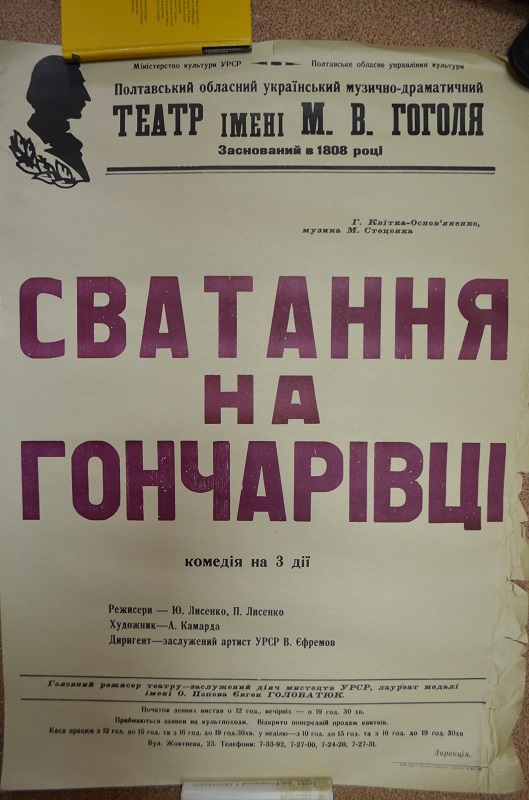 Міністерство культури УРСР Полтавське обласне управління культури
Полтавський обласний український музично-драматичний
ТЕАТР ІМЕНІ М. В. ГОГОЛЯ
Заснований в 1808 році
Г. Квітка-Основ'яненко,
музика М. Стеценка
СВАТАННЯ
НА
ГОНЧАРІВЦІ
комедія на 3 дії
Режисери — Ю. Лисенко, П. Лисенко
Художник—А. Камарда
Диригент—заслужений артист УРСР В. Єфремов
Головний режисер театру—заслужений діяч мистецтв УРСР, лауреат медалі
імені О. Попова Євген ГОЛОВАТЮК.
Початок денних вистав о 12 год., вечірніх — о 19 год. 30 хв.
Приймаються заявки на культпоходи. Відкрито попередній продаж квитків.
Каса працює з 12 год. до 15 год. та з 16 год. до 19 год. 30хв. у неділю—з 10 год. до 15 год. та з 16 год. до 19 год. 30хв
Вул. Жовтнева, 23. Телефони: 7-33-92, 7-27-00, 7-24-20, 7-27-31.
Дирекція.